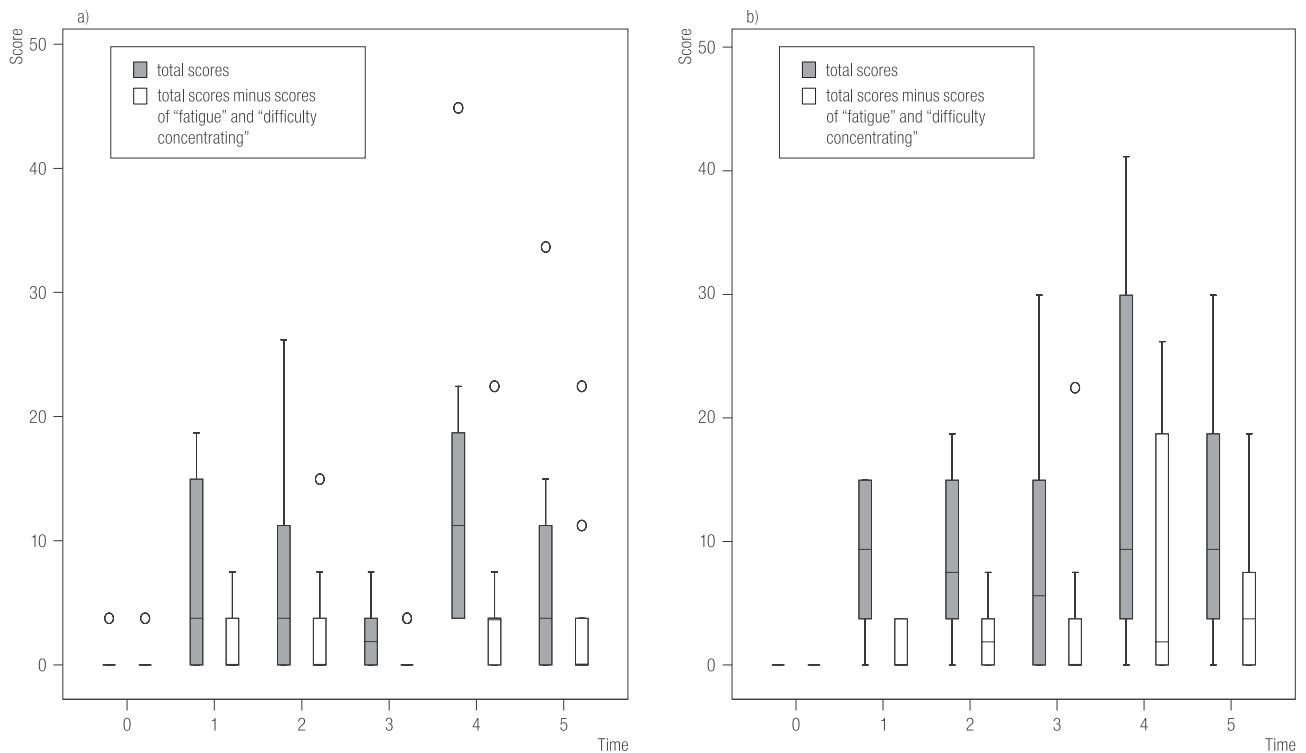 a)
Score
50
total scores
total scores minus scores
of “fatigue” and “difficulty
concentrating”
40
30
20
10
0
0 1 2 3 4 5
Time
b)
Score
50
total scores
total scores minus scores
of “fatigue” and “difficulty
concentrating”
40
30
20
10
0
0 1 2 3 4 5
Time